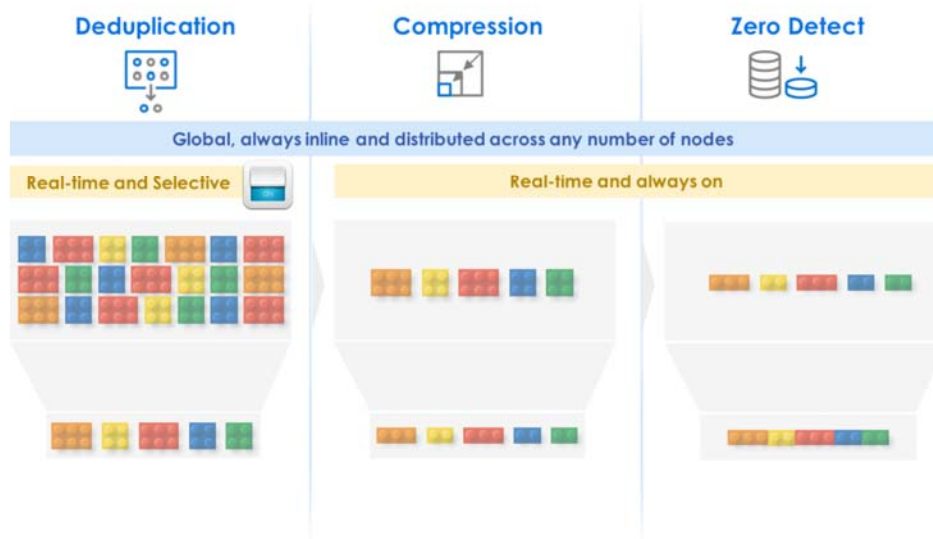 Deduplication
Compression
Zero Detect
Global, always inline and distributed across any number of nodes
Real-time and Selective
Real-time and always on